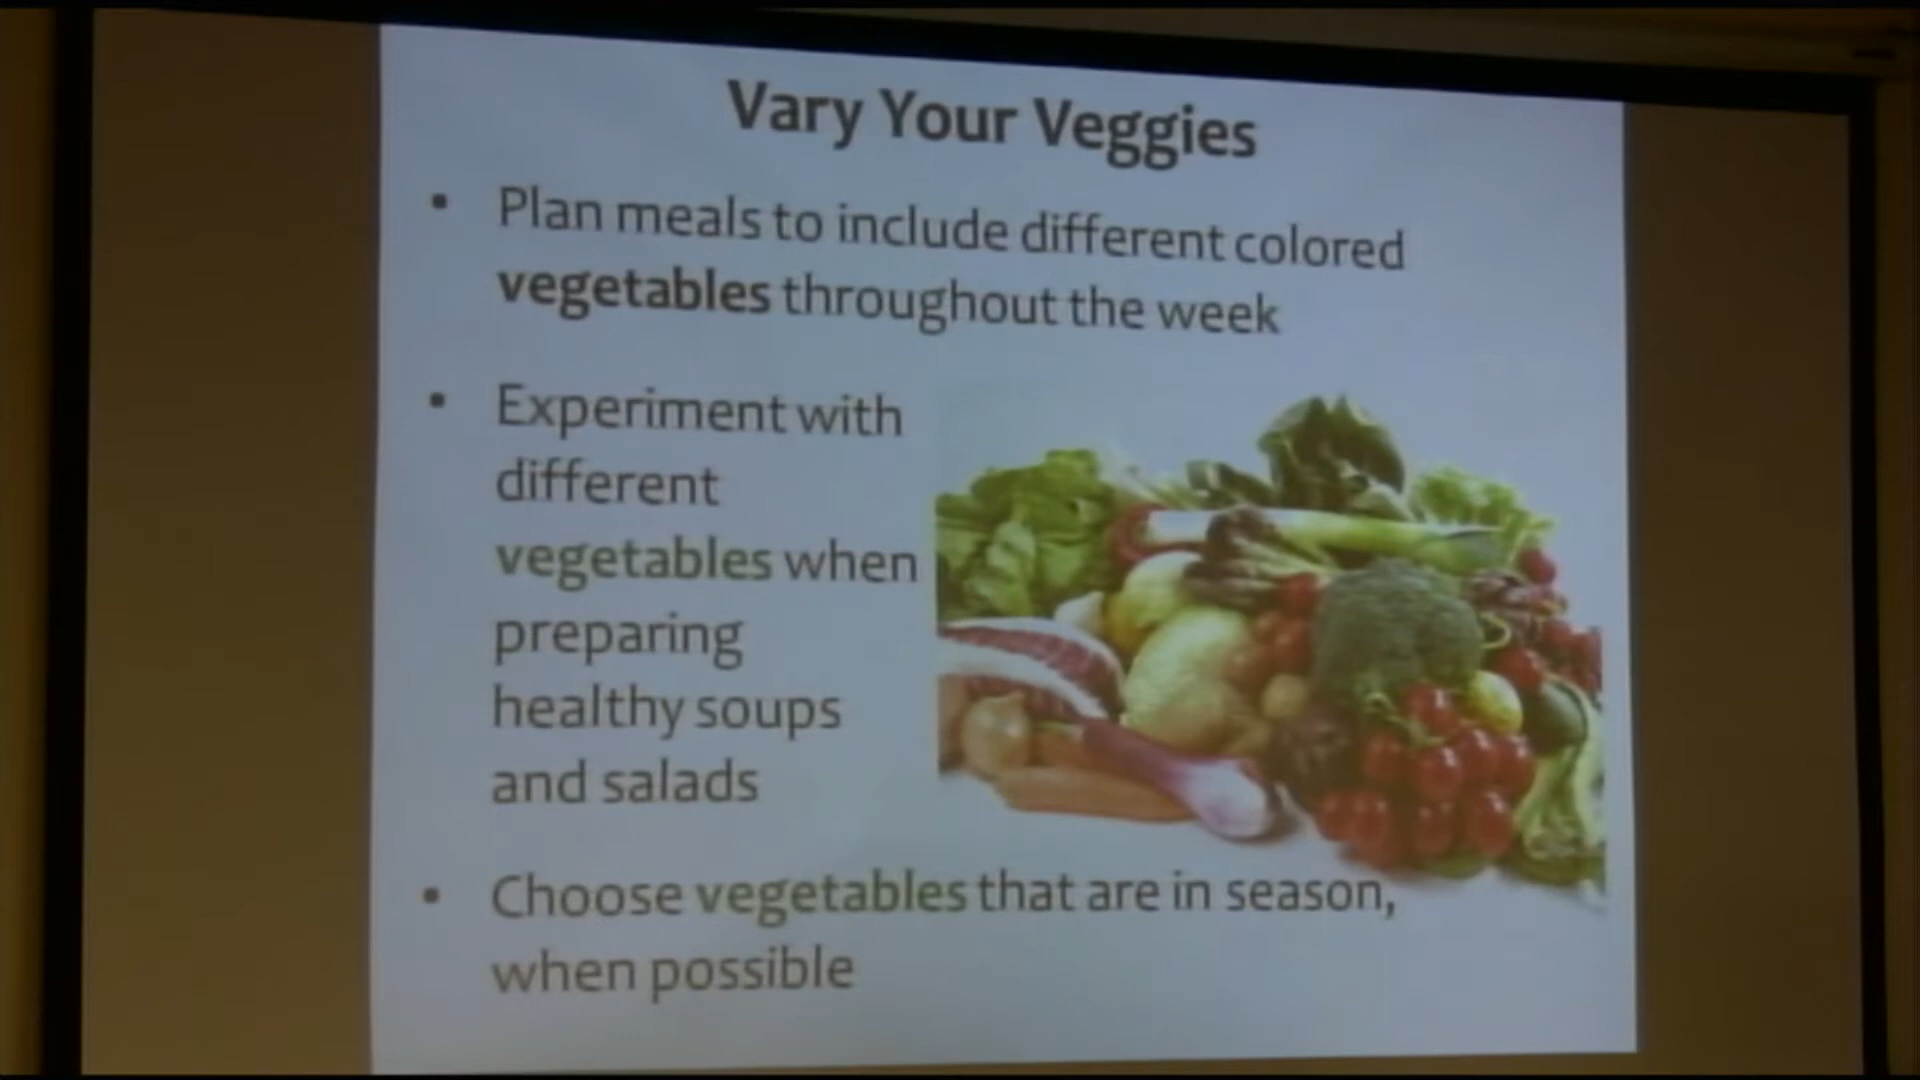 Vary Your Veggies
• Plan meals to include different colored
vegetables throughout the week
• Experiment with
different
vegetables when
preparing
healthy soups
and salads
• Choose vegetables that are in season,
when possible